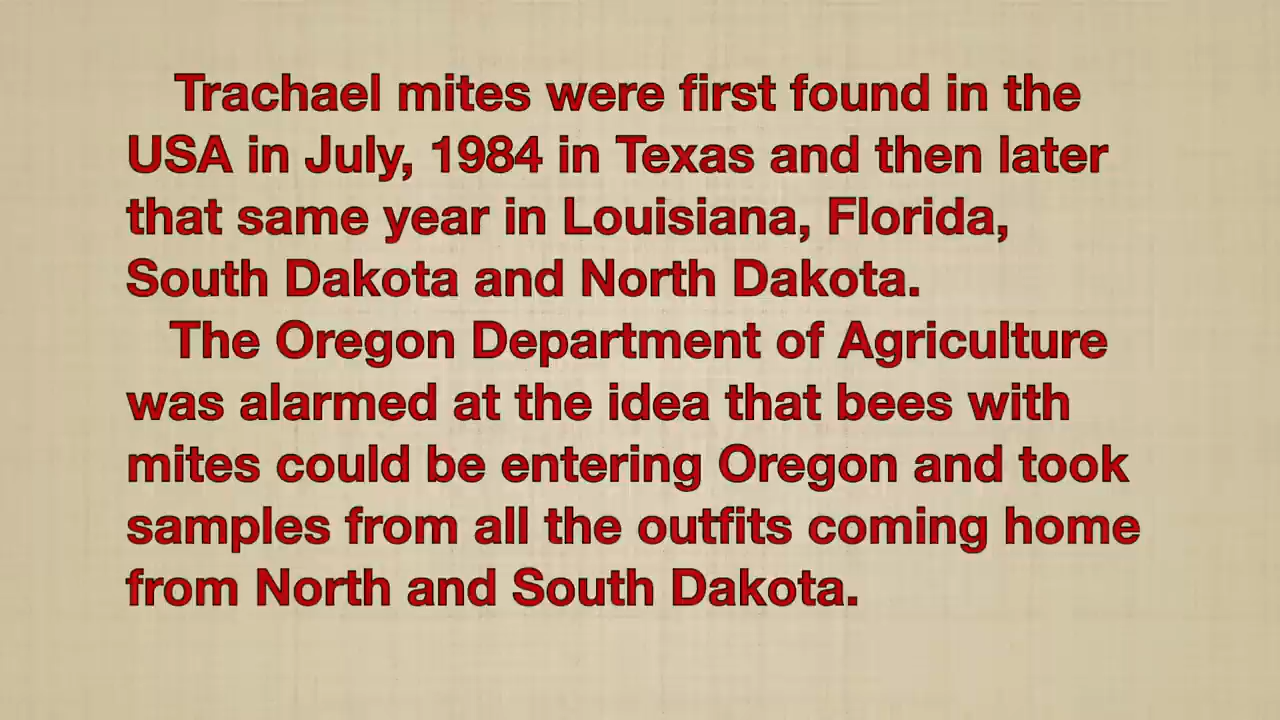 Trachael mites were first found in the
USA in July, 1984 in Texas and then later
that same year in Louisiana, Florida,
South Dakota and North Dakota.
The Oregon Department of Agriculture
was alarmed at the idea that bees with
mites could be entering Oregon and took
samples from all the outfits coming home
from North and South Dakota.